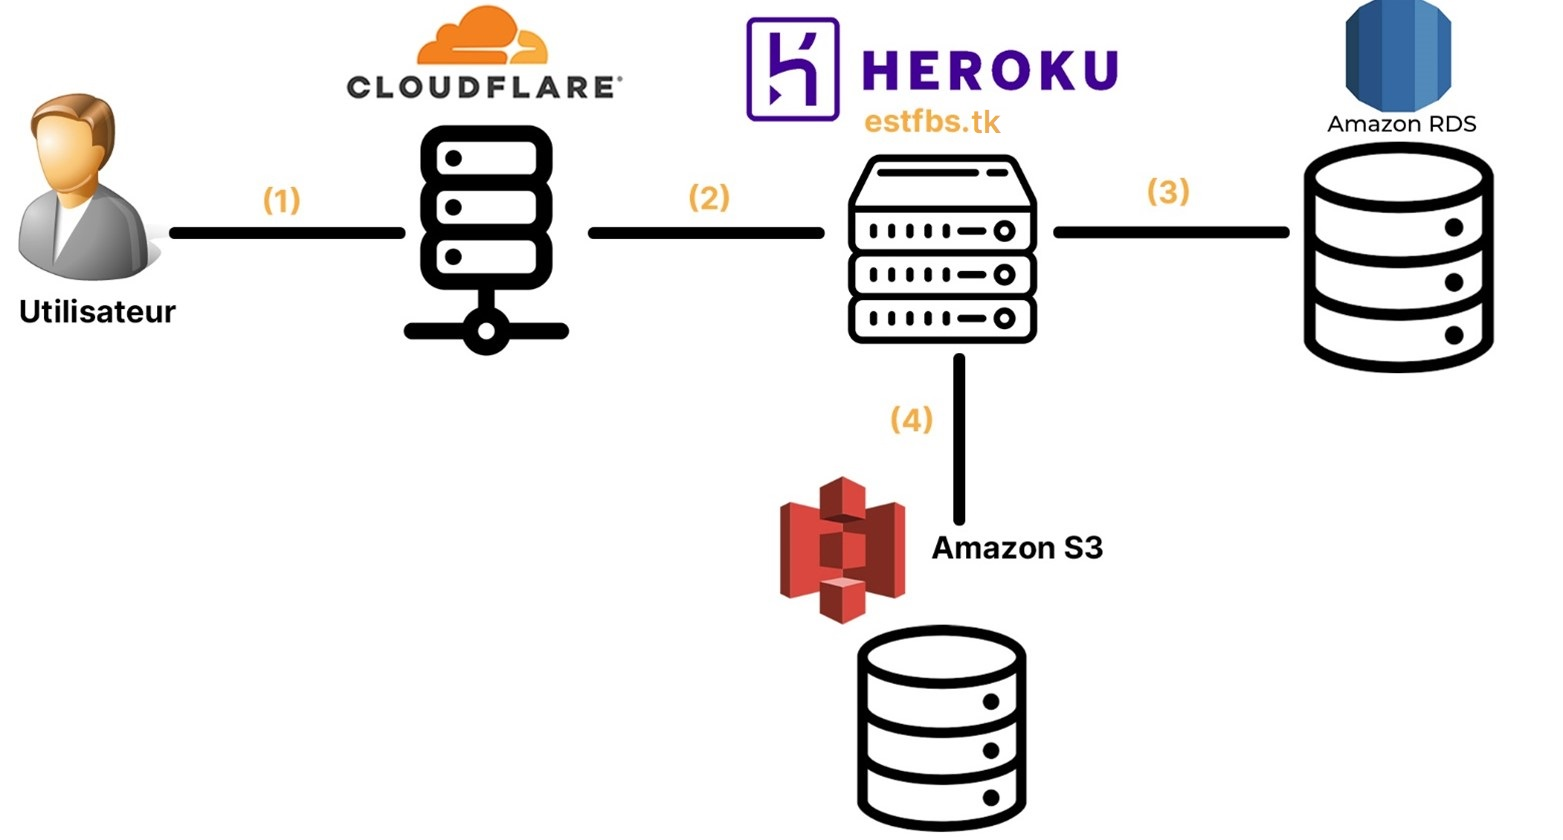 CLOUDFLARE®
HEROKU
estfbs.tk
Amazon RDS
(1)
(2)
(3)
Utilisateur
(4)
Amazon S3